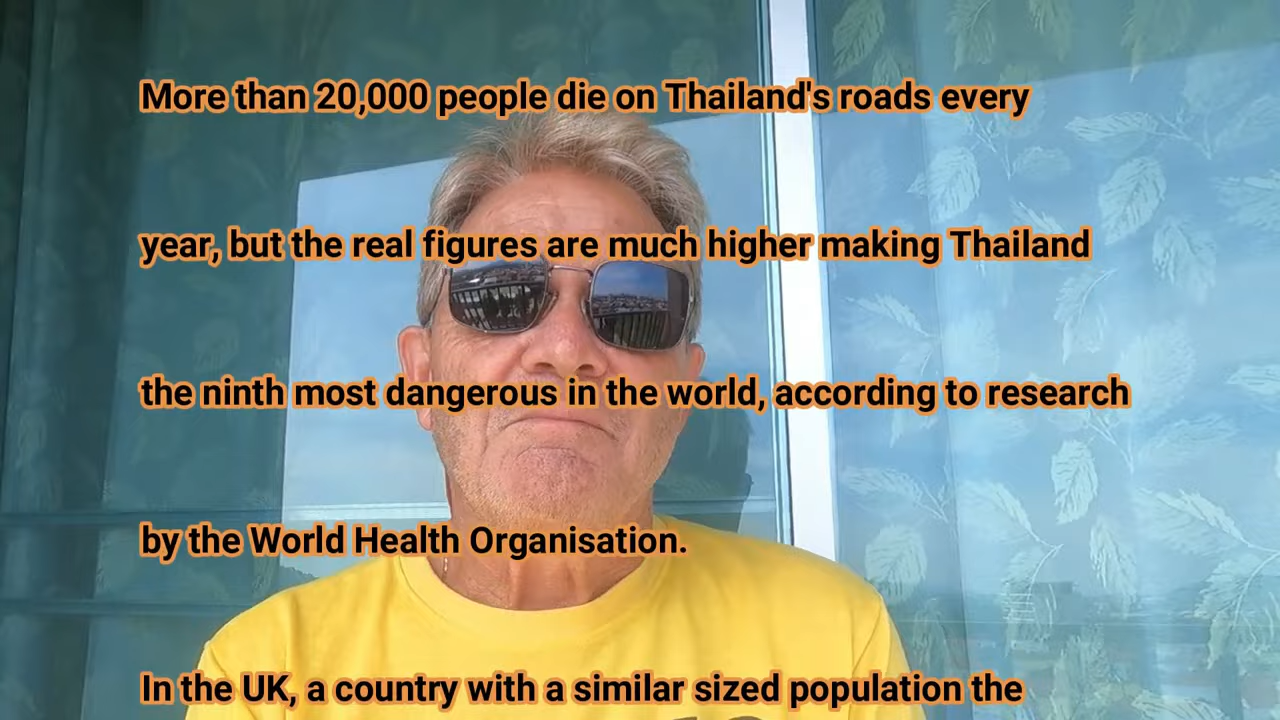 More than 20,000 people die on Thailand's roads every
year, but the real figures are much higher making Thailand
the ninth most dangerous in the world, according to research
by the World Health Organisation.
In the UK, a country with a similar sized population the